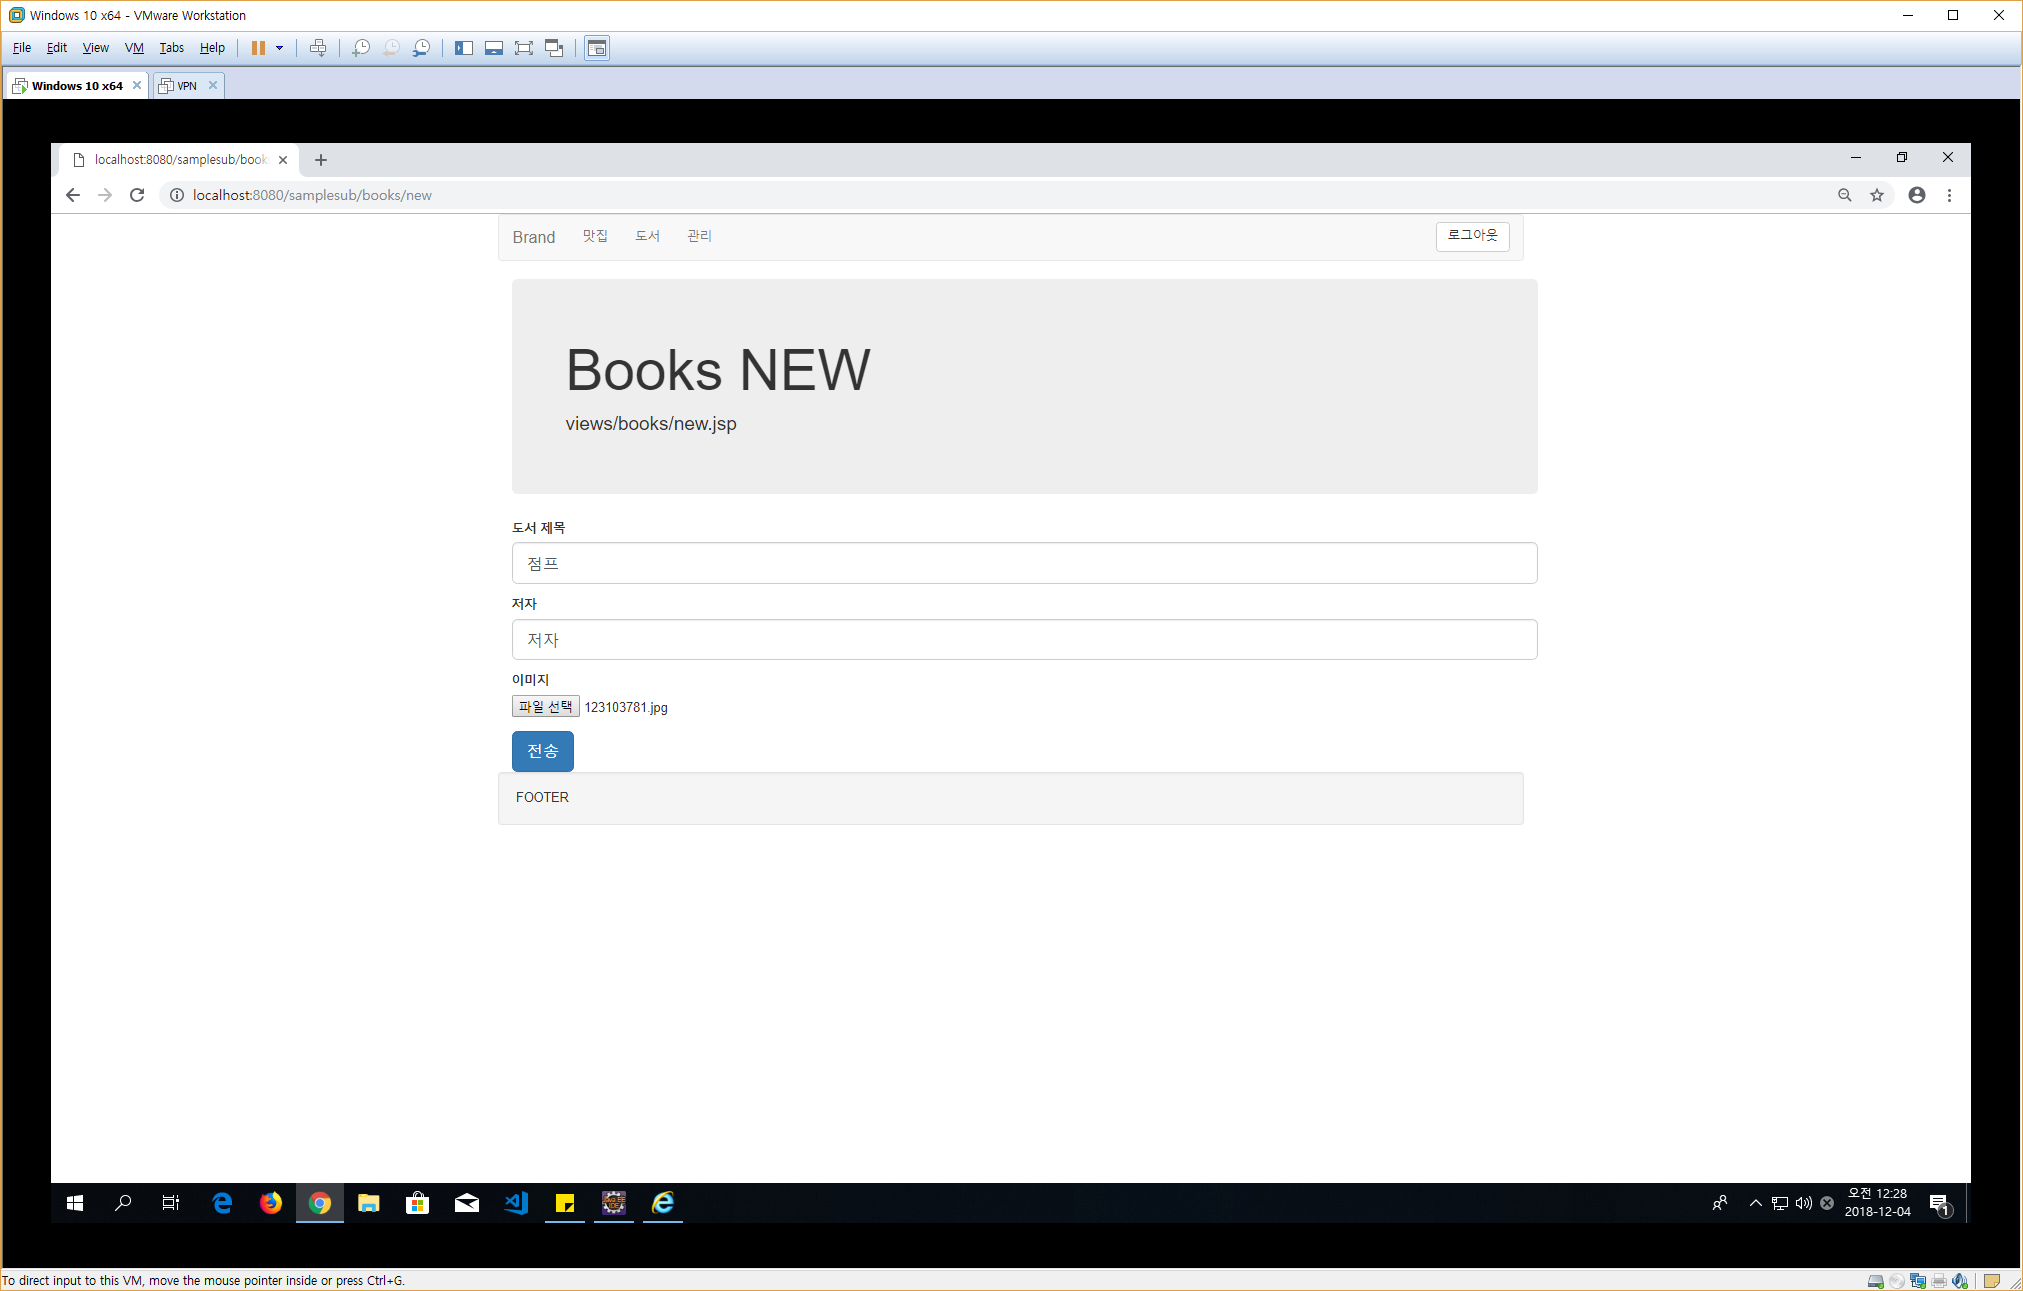 Windows 10 x64 - VMware Workstation
File Edit View VM Tabs Help
Windows 10 x64 VPN
localhost:8080/samplesub/book
localhost:8080/samplesub/books/new
Brand 맛집 도서 관리 로그아웃
Books NEW
views/books/new.jsp
도서 제목
점프
저자
저자
이미지
파일 선택 123103781.jpg
전송
FOOTER
오전 12:28
2018-12-04
1
To direct input to this VM, move the mouse pointer inside or press Ctrl+G.